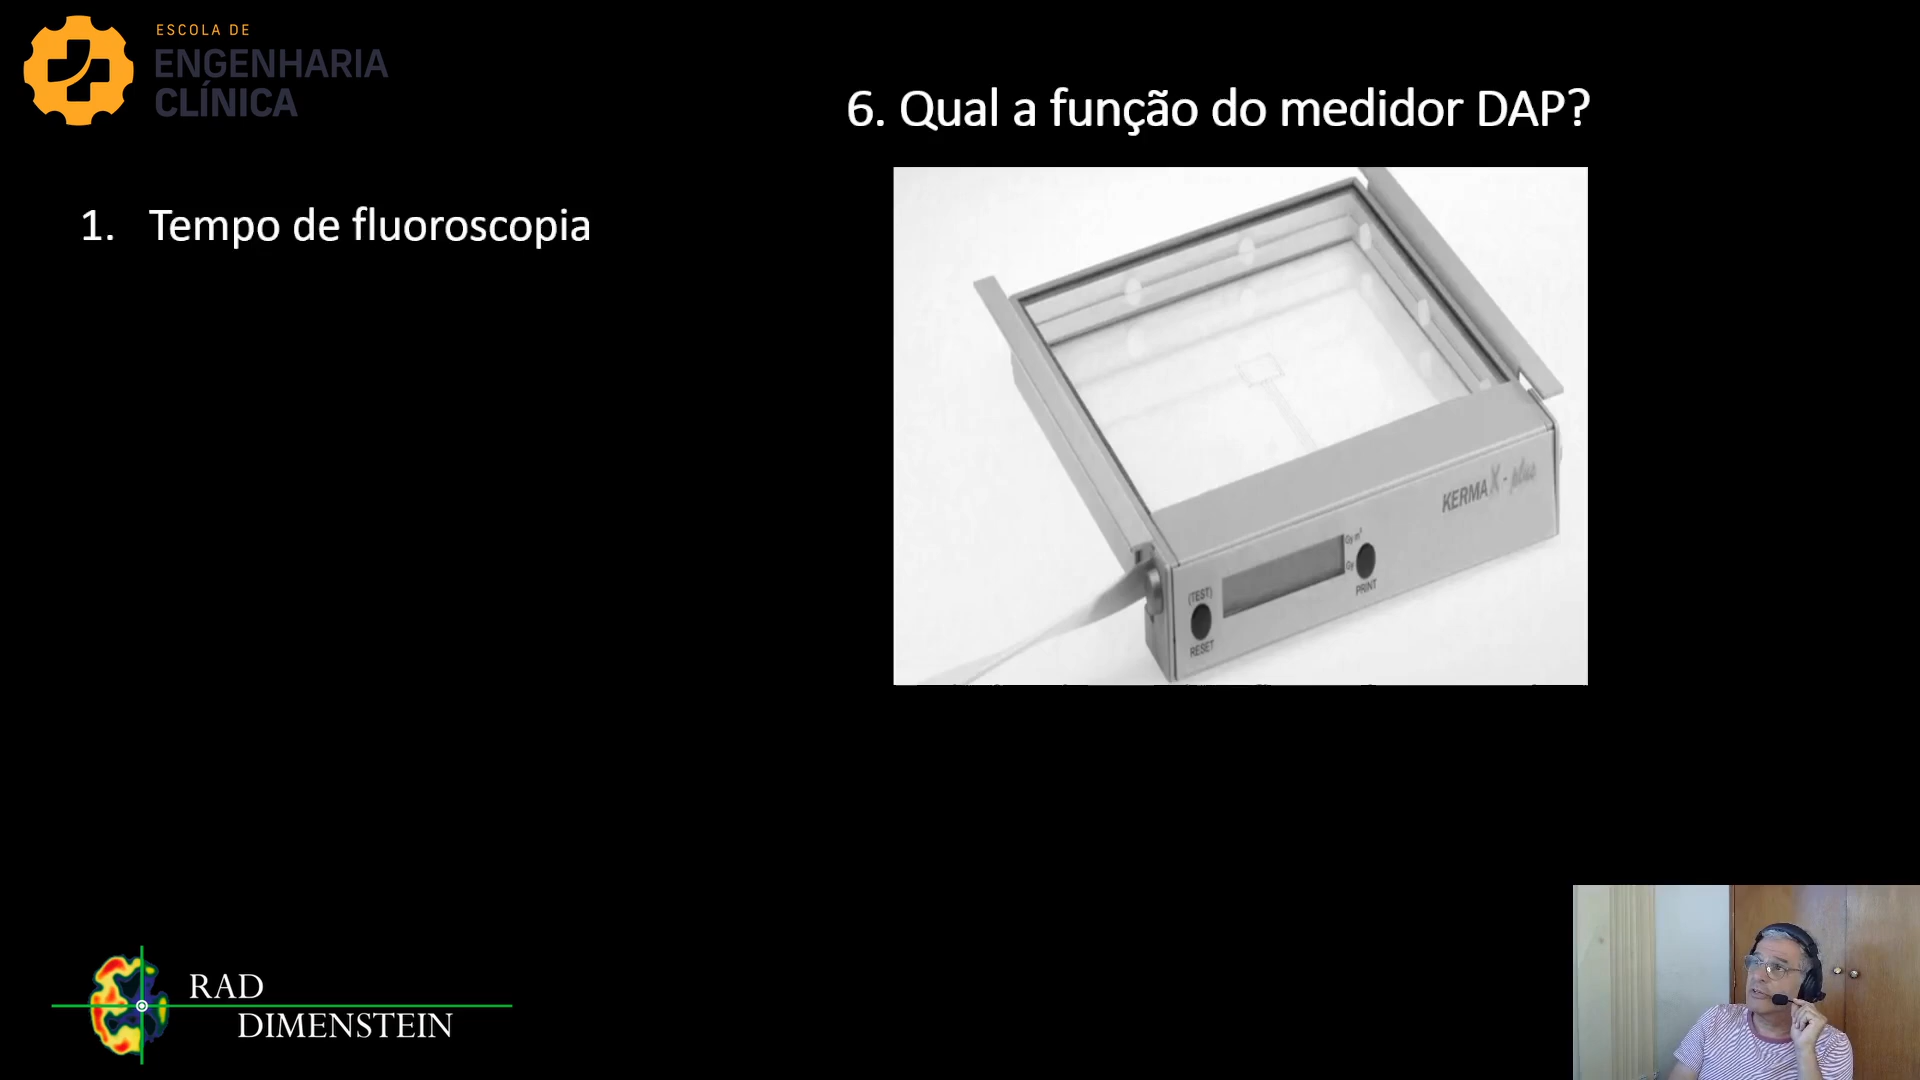 ESCOLA DE
ENGENHARIA
CLÍNICA
6. Qual a função do medidor DAP?
1. Tempo de fluoroscopia
KERMA X - plus
Gy m²
Gy
PRINT
(TEST)
RESET
RAD
DIMENSTEIN